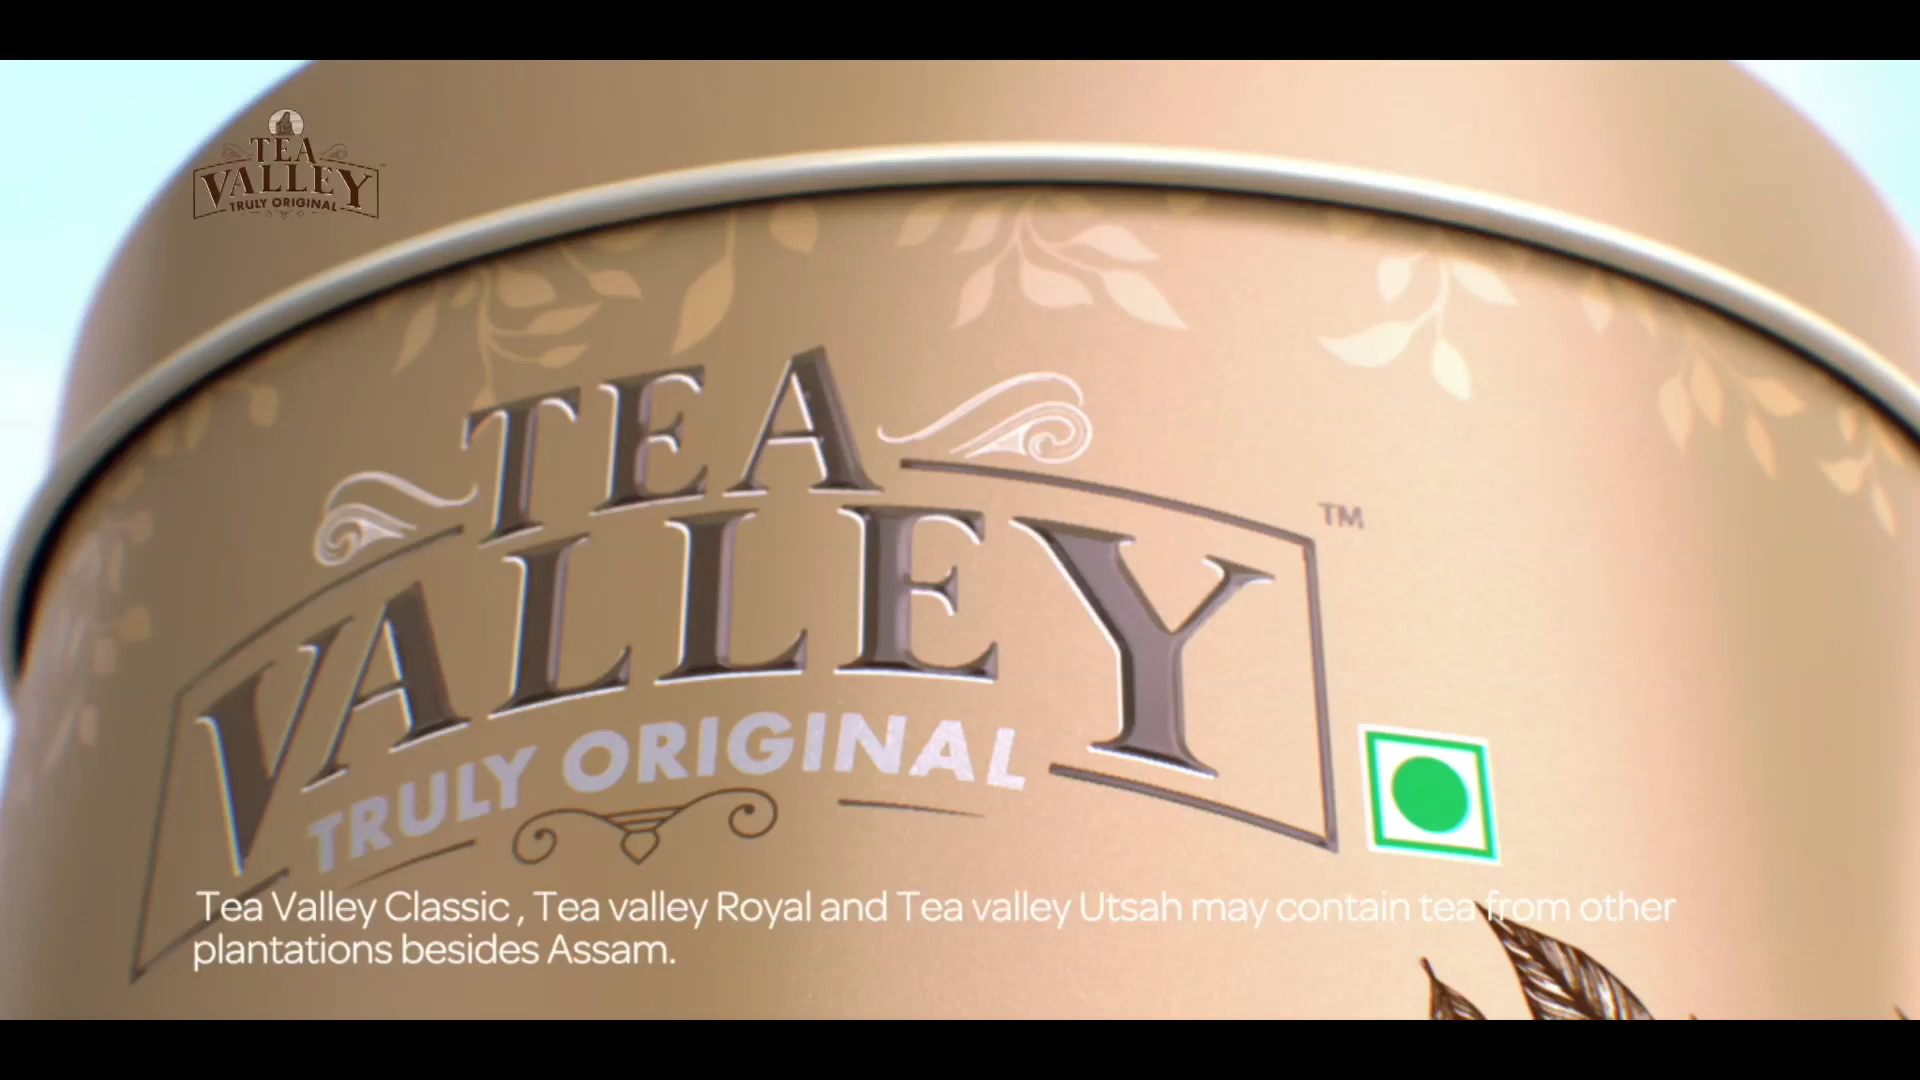 TEA
VALLEY
TRULY ORIGINAL
TEA
VALLEY
TM
TRULY ORIGINAL
Tea Valley Classic , Tea valley Royal and Tea valley Utsah may contain tea from other
plantations besides Assam.